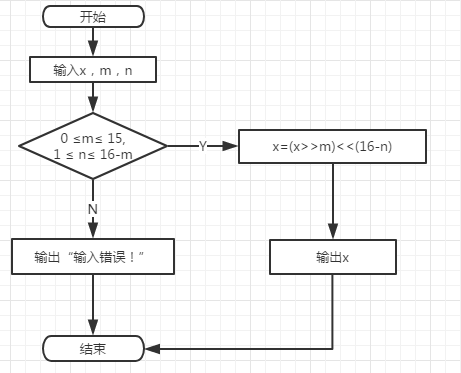 开始
输入x，m，n
0 ≤m≤ 15,
1 ≤ n≤ 16-m
Y
x=(x>>m)<<(16-n)
N
输出“输入错误！”
输出x
结束